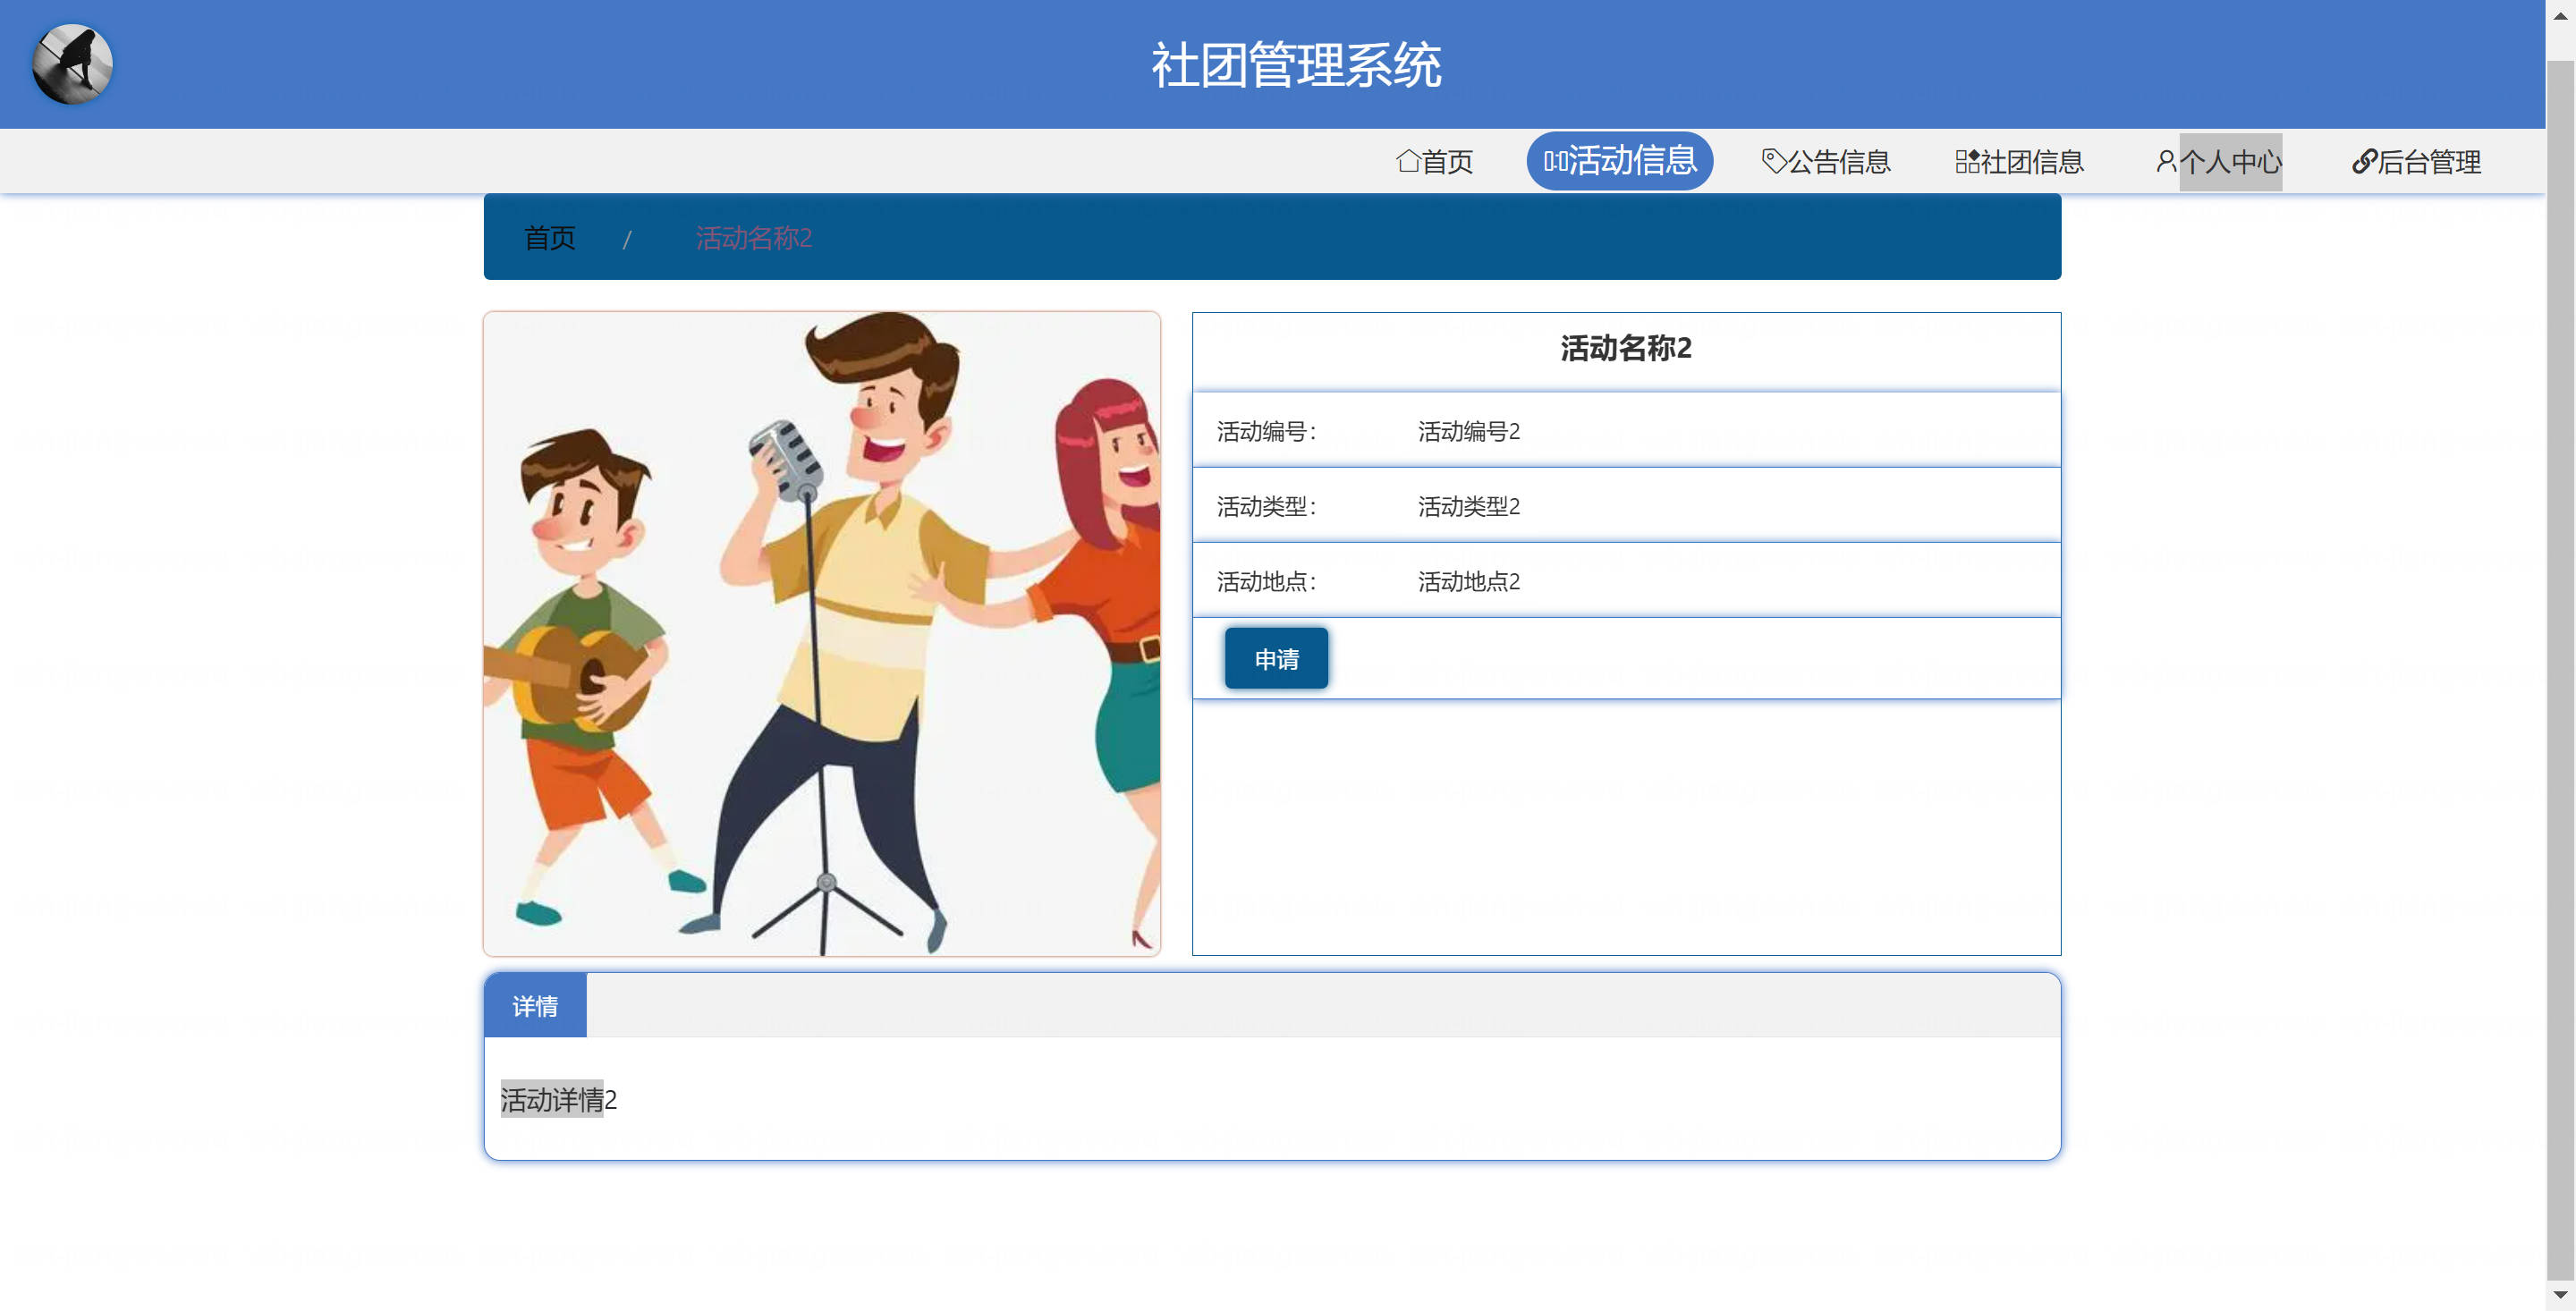 社团管理系统
首页 活动信息 公告信息 社团信息 个人中心 后台管理
首页 / 活动名称2
活动名称2
活动编号： 活动编号2
活动类型： 活动类型2
活动地点： 活动地点2
申请
详情
活动详情2